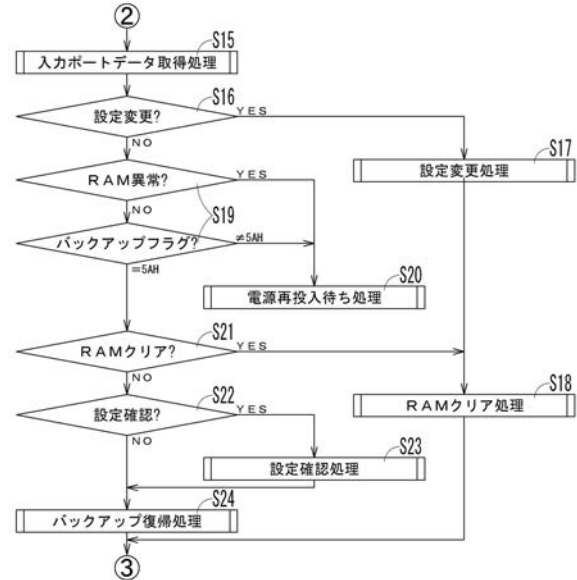 ②
S15
入力ポートデータ取得処理
S16
設定変更?
YES
NO
S17
設定変更処理
RAM異常?
YES
NO
S19
バックアップフラグ?
≠5AH
=5AH
S20
電源再投入待ち処理
S21
RAMクリア?
YES
NO
S18
RAMクリア処理
S22
設定確認?
YES
NO
S23
設定確認処理
S24
バックアップ復帰処理
③